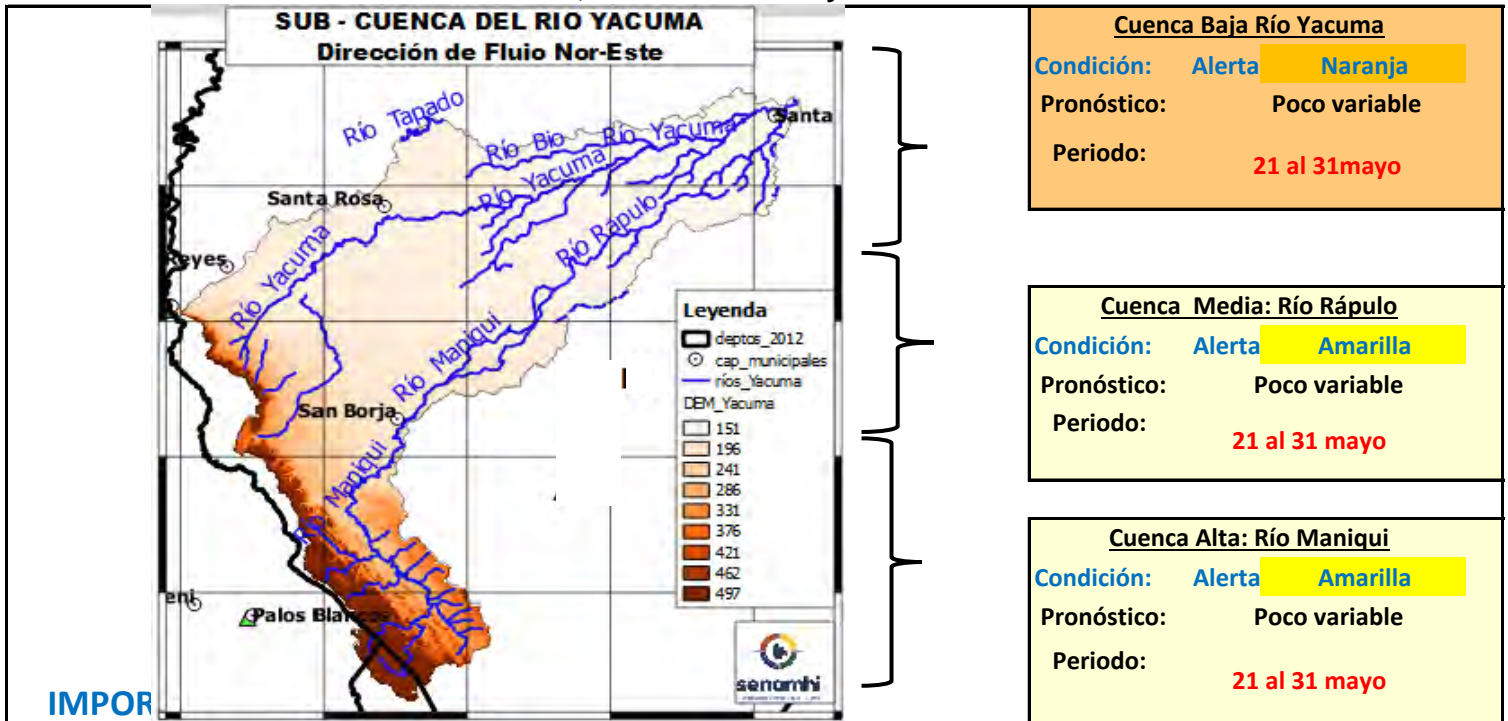 SUB - CUENCA DEL RIO YACUMA
Dirección de Fluio Nor-Este
Río Tapado
Santa
Río Bio
Río Yacuma
Río Yacuma
Santa Rosa
Río Rápulo
Reyes
Río Yacuma
Río Maniqui
San Borja
Río Maniqui
Palos Blancos
eni
Leyenda
deptos_2012
cap_municipales
ríos_Yacuma
DEM_Yacuma
151
196
241
286
331
376
421
462
497
senamhi
IMPOR
Cuenca Baja Río Yacuma
Condición: Alerta Naranja
Pronóstico: Poco variable
Periodo:
21 al 31mayo
Cuenca Media: Río Rápulo
Condición: Alerta Amarilla
Pronóstico: Poco variable
Periodo:
21 al 31 mayo
Cuenca Alta: Río Maniqui
Condición: Alerta Amarilla
Pronóstico: Poco variable
Periodo:
21 al 31 mayo